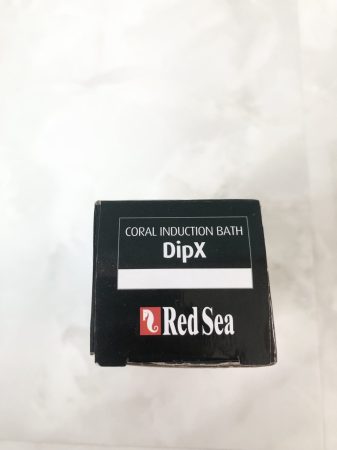 CORAL INDUCTION BATH
DipX
Red Sea